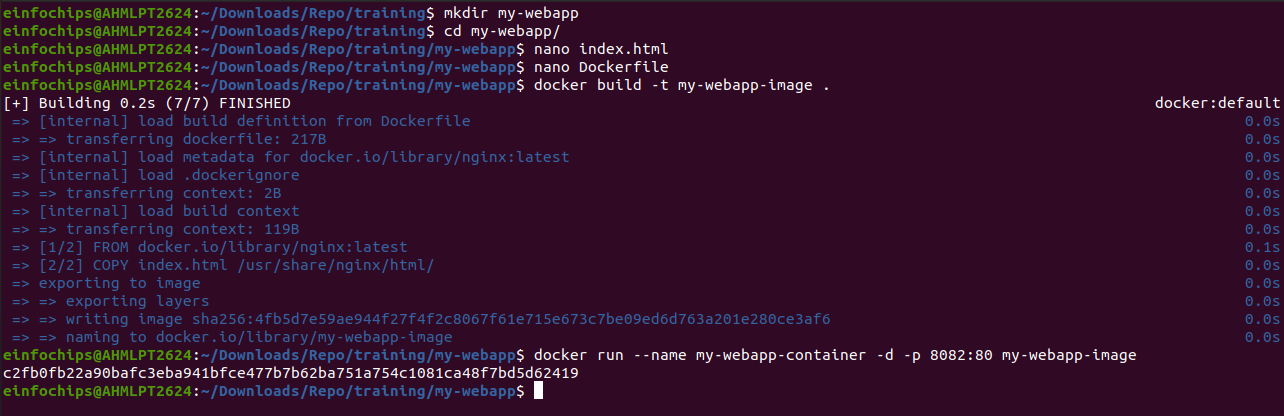 einfochips@AHMLPT2624:~/Downloads/Repo/training$ mkdir my-webapp
einfochips@AHMLPT2624:~/Downloads/Repo/training$ cd my-webapp/
einfochips@AHMLPT2624:~/Downloads/Repo/training/my-webapp$ nano index.html
einfochips@AHMLPT2624:~/Downloads/Repo/training/my-webapp$ nano Dockerfile
einfochips@AHMLPT2624:~/Downloads/Repo/training/my-webapp$ docker build -t my-webapp-image .
[+] Building 0.2s (7/7) FINISHED docker:default
=> [internal] load build definition from Dockerfile 0.0s
=> => transferring dockerfile: 217B 0.0s
=> [internal] load metadata for docker.io/library/nginx:latest 0.0s
=> [internal] load .dockerignore 0.0s
=> => transferring context: 2B 0.0s
=> [internal] load build context 0.0s
=> => transferring context: 119B 0.0s
=> [1/2] FROM docker.io/library/nginx:latest 0.1s
=> [2/2] COPY index.html /usr/share/nginx/html/ 0.0s
=> exporting to image 0.0s
=> => exporting layers 0.0s
=> => writing image sha256:4fb5d7e59ae944f27f4f2c8067f61e715e673c7be09ed6d763a201e280ce3af6 0.0s
=> => naming to docker.io/library/my-webapp-image 0.0s
einfochips@AHMLPT2624:~/Downloads/Repo/training/my-webapp$ docker run --name my-webapp-container -d -p 8082:80 my-webapp-image
c2fb0fb22a90bafc3eba941bfce477b7b62ba751a754c1081ca48f7bd5d62419
einfochips@AHMLPT2624:~/Downloads/Repo/training/my-webapp$